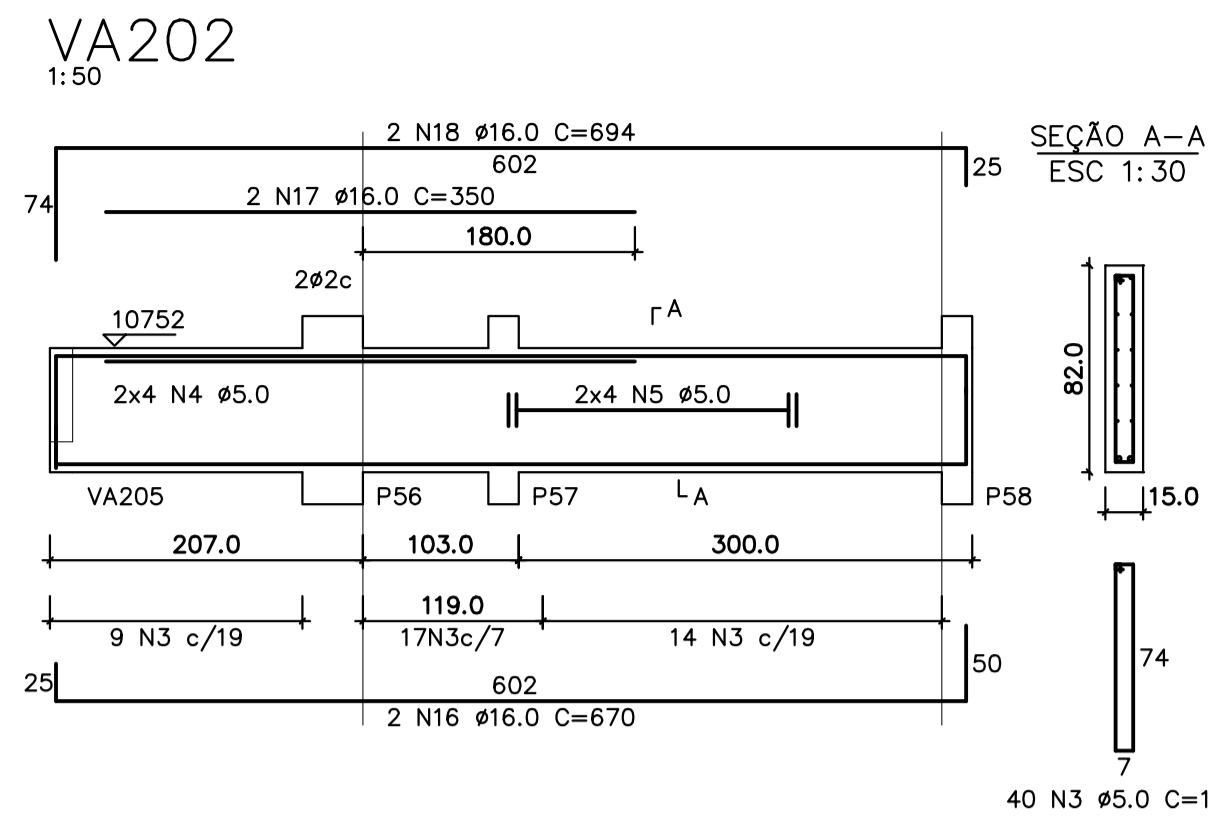 VA202
1:50
2 N18 ø16.0 C=694
602
25
74
2 N17 ø16.0 C=350
180.0
2ø2c
10752
A
2x4 N4 ø5.0
2x4 N5 ø5.0
VA205
P56
P57
A
P58
207.0
103.0
300.0
119.0
9 N3 c/19
17N3c/7
14 N3 c/19
25
602
50
2 N16 ø16.0 C=670
SEÇÃO A-A
ESC 1:30
82.0
15.0
74
7
40 N3 ø5.0 C=1